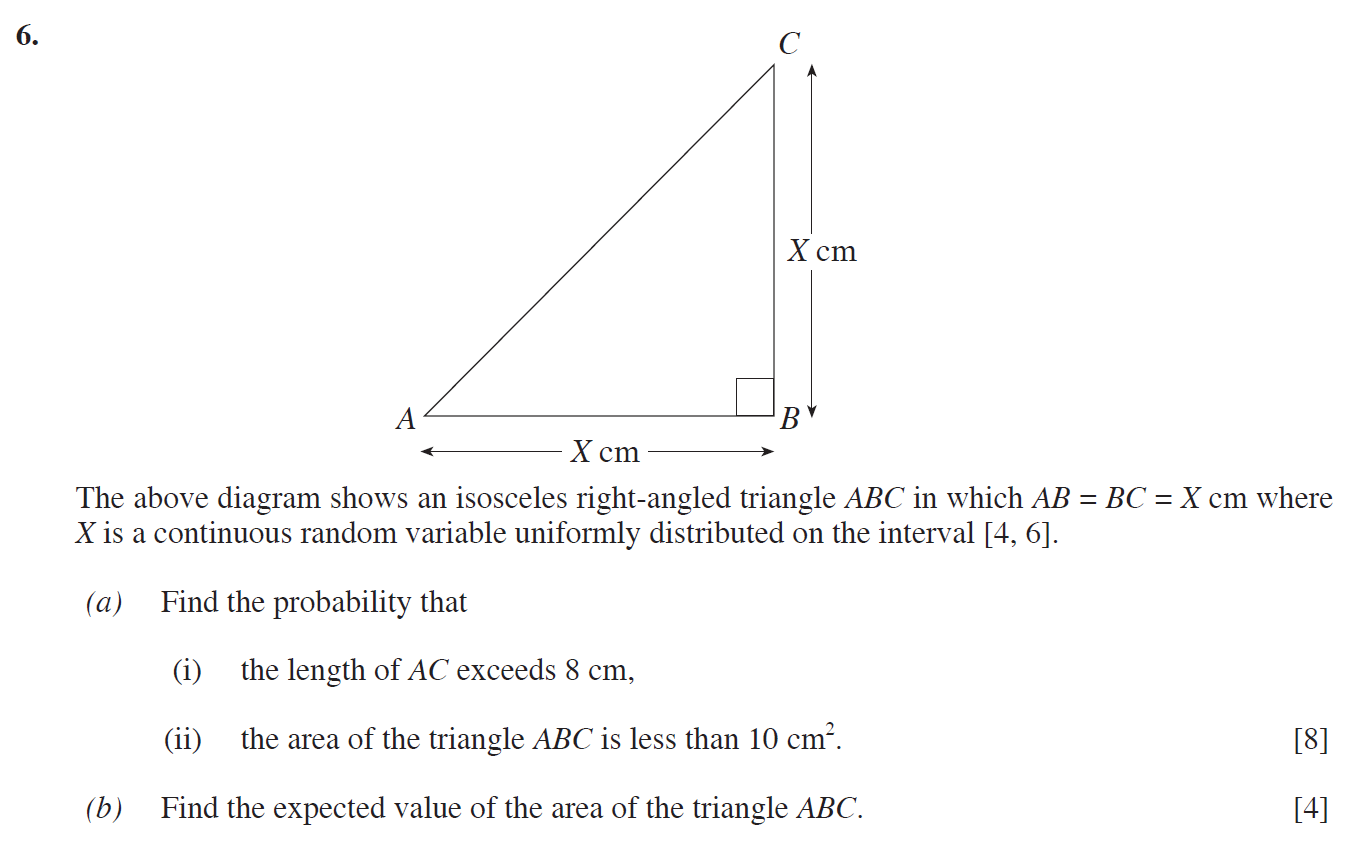 6.
C
X cm
A
B
X cm
The above diagram shows an isosceles right-angled triangle ABC in which AB = BC = X cm where
X is a continuous random variable uniformly distributed on the interval [4, 6].
(a) Find the probability that
(i) the length of AC exceeds 8 cm,
(ii) the area of the triangle ABC is less than 10 cm². [8]
(b) Find the expected value of the area of the triangle ABC. [4]